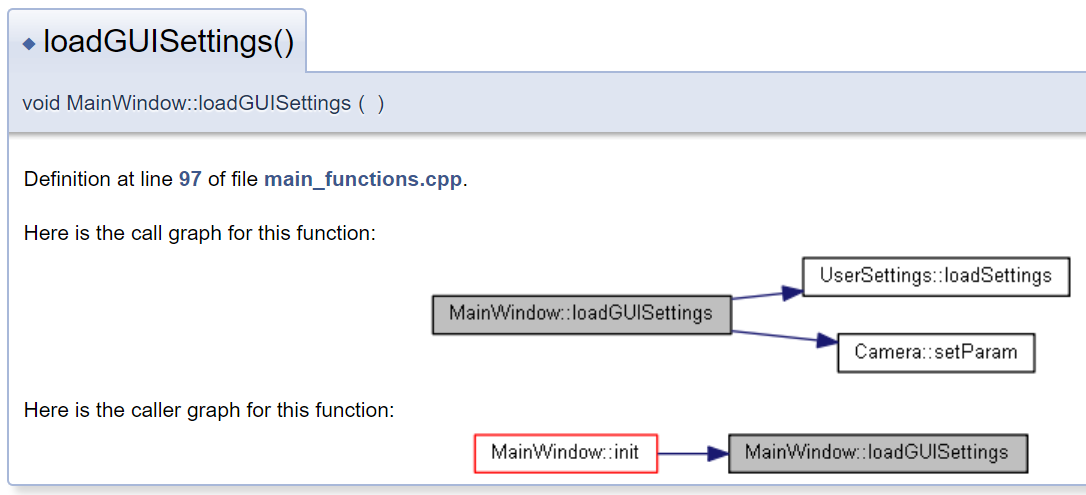 loadGUISettings()
void MainWindow::loadGUISettings ( )
Definition at line 97 of file main_functions.cpp.
Here is the call graph for this function:
UserSettings::loadSettings
MainWindow::loadGUISettings
Camera::setParam
Here is the caller graph for this function:
MainWindow::init
MainWindow::loadGUISettings